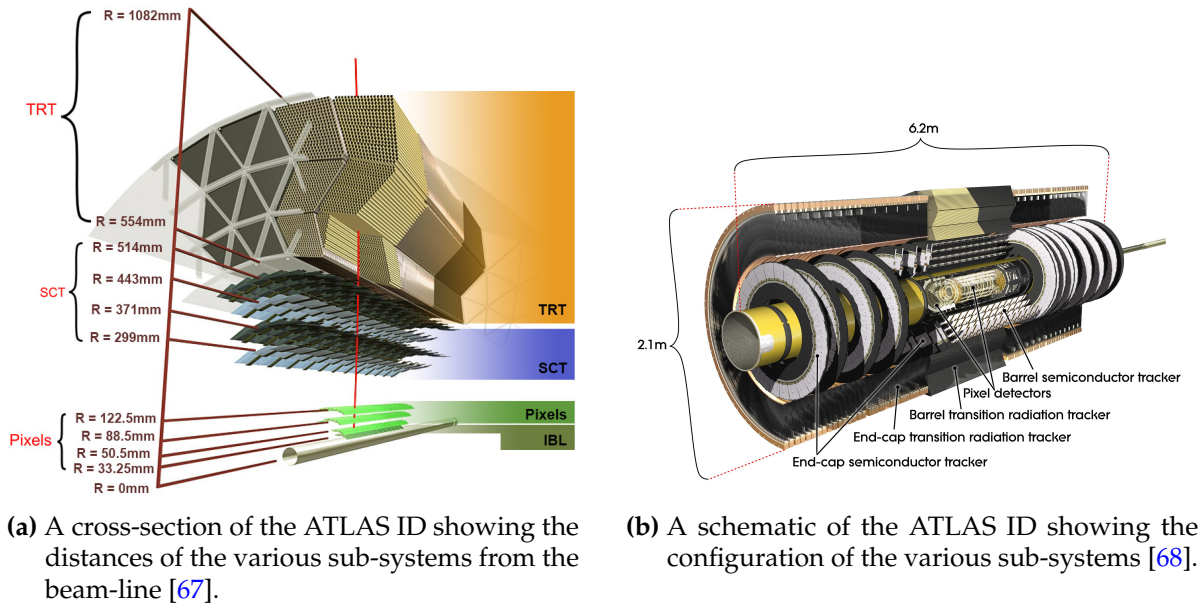 R = 1082mm
TRT
R = 554mm
R = 514mm
R = 443mm
SCT
R = 371mm
R = 299mm
TRT
SCT
Pixels
IBL
R = 122.5mm
R = 88.5mm
Pixels
R = 50.5mm
R = 33.25mm
R = 0mm
(a) A cross-section of the ATLAS ID showing the
distances of the various sub-systems from the
beam-line [67].
6.2m
2.1m
Barrel semiconductor tracker
Pixel detectors
Barrel transition radiation tracker
End-cap transition radiation tracker
End-cap semiconductor tracker
(b) A schematic of the ATLAS ID showing the
configuration of the various sub-systems [68].